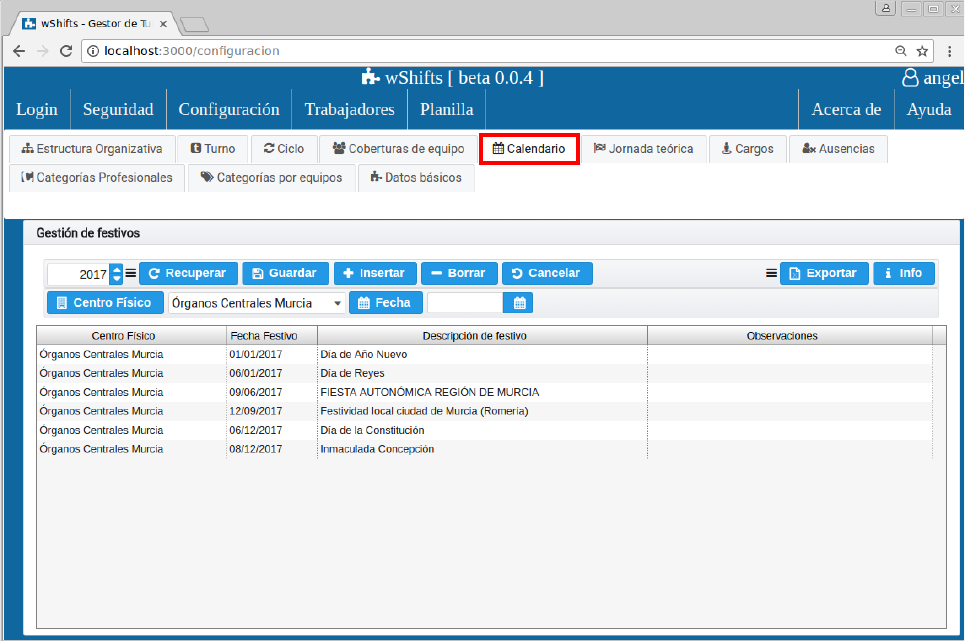 wShifts - Gestor de Tu
localhost:3000/configuracion
wShifts [ beta 0.0.4 ]
angel
Login Seguridad Configuración Trabajadores Planilla Acerca de Ayuda
Estructura Organizativa Turno Ciclo Coberturas de equipo Calendario Jornada teórica Cargos Ausencias
Categorías Profesionales Categorías por equipos Datos básicos
Gestión de festivos
2017 Recuperar Guardar Insertar Borrar Cancelar Exportar Info
Centro Físico Órganos Centrales Murcia Fecha
Centro Físico Fecha Festivo Descripción de festivo Observaciones
Órganos Centrales Murcia 01/01/2017 Día de Año Nuevo
Órganos Centrales Murcia 06/01/2017 Día de Reyes
Órganos Centrales Murcia 09/06/2017 FIESTA AUTONÓMICA REGIÓN DE MURCIA
Órganos Centrales Murcia 12/09/2017 Festividad local ciudad de Murcia (Romería)
Órganos Centrales Murcia 06/12/2017 Día de la Constitución
Órganos Centrales Murcia 08/12/2017 Inmaculada Concepción